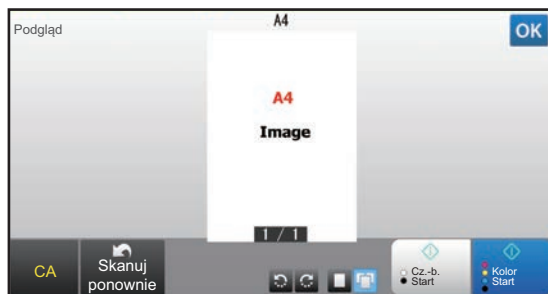 A4
Podgląd
OK
A4
Image
1 / 1
CA
Skanuj
ponownie
Cz.-b.
Start
Kolor
Start